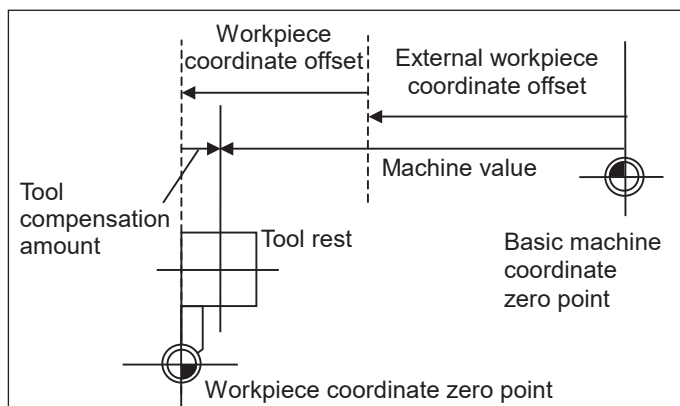 Workpiece
coordinate offset
External workpiece
coordinate offset
Machine value
Tool
compensation
amount
Tool rest
Basic machine
coordinate
zero point
Workpiece coordinate zero point